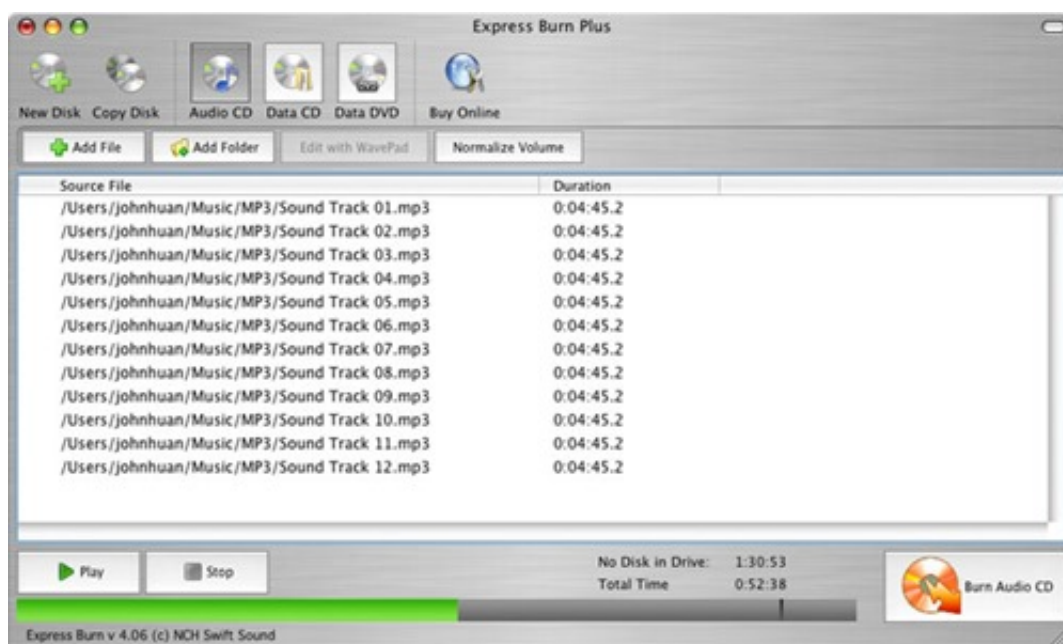 Express Burn Plus
New Disk Copy Disk Audio CD Data CD Data DVD Buy Online
Add File Add Folder Edit with WavePad Normalize Volume
Source File Duration
/Users/johnhuan/Music/MP3/Sound Track 01.mp3 0:04:45.2
/Users/johnhuan/Music/MP3/Sound Track 02.mp3 0:04:45.2
/Users/johnhuan/Music/MP3/Sound Track 03.mp3 0:04:45.2
/Users/johnhuan/Music/MP3/Sound Track 04.mp3 0:04:45.2
/Users/johnhuan/Music/MP3/Sound Track 05.mp3 0:04:45.2
/Users/johnhuan/Music/MP3/Sound Track 06.mp3 0:04:45.2
/Users/johnhuan/Music/MP3/Sound Track 07.mp3 0:04:45.2
/Users/johnhuan/Music/MP3/Sound Track 08.mp3 0:04:45.2
/Users/johnhuan/Music/MP3/Sound Track 09.mp3 0:04:45.2
/Users/johnhuan/Music/MP3/Sound Track 10.mp3 0:04:45.2
/Users/johnhuan/Music/MP3/Sound Track 11.mp3 0:04:45.2
/Users/johnhuan/Music/MP3/Sound Track 12.mp3 0:04:45.2
No Disk in Drive: 1:30:53
Play Stop Burn Audio CD
Total Time 0:52:38
Express Burn v 4.06 (c) NCH Swift Sound